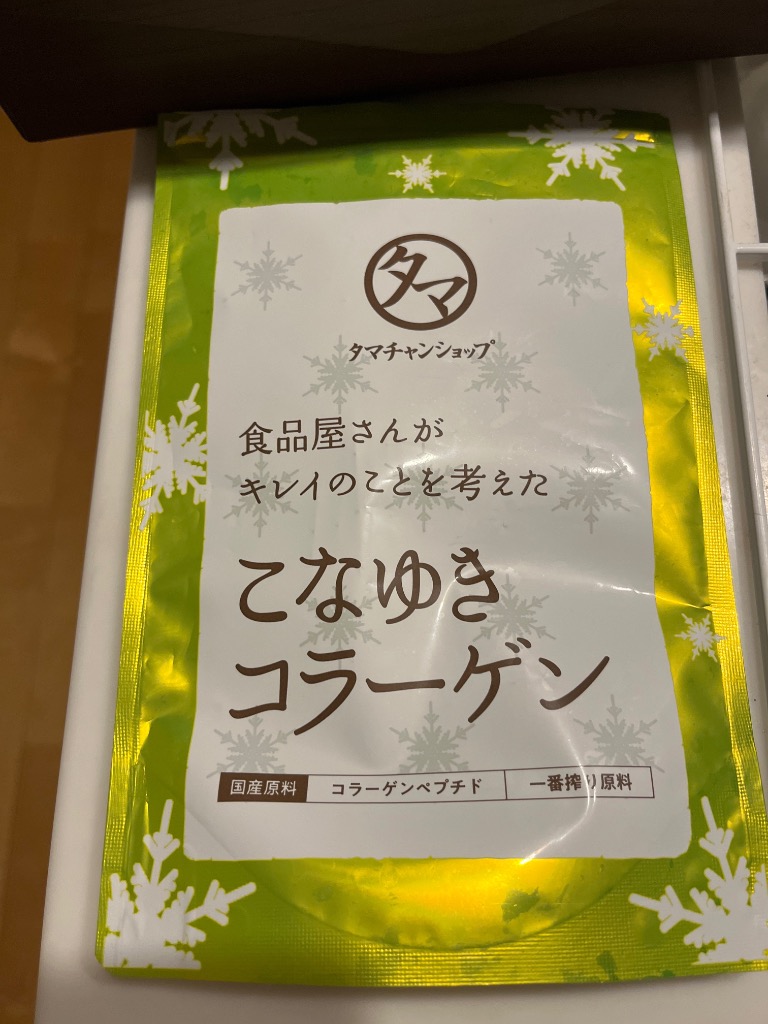 タマ
タマチャンショップ
食品屋さんが
キレイのことを考えた
こなゆき
コラーゲン
国産原料 コラーゲンペプチド 一番搾り原料